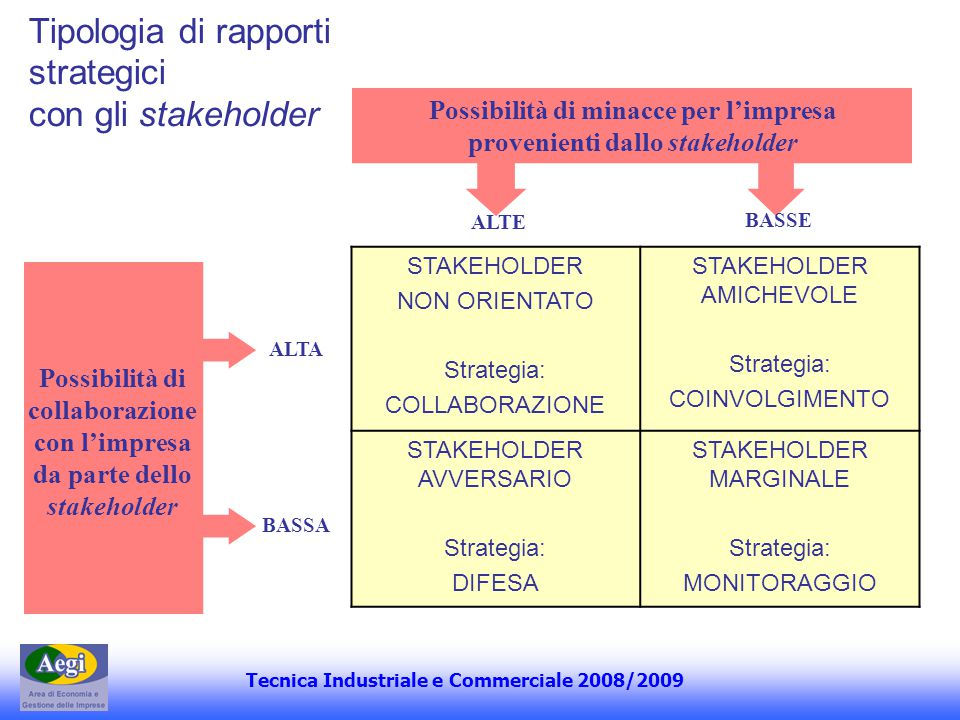 Tipologia di rapporti
strategici
con gli stakeholder
Possibilità di minacce per l’impresa
provenienti dallo stakeholder
ALTE
BASSE
Possibilità di
collaborazione
con l’impresa
da parte dello
stakeholder
ALTA
BASSA
STAKEHOLDER
NON ORIENTATO
Strategia:
COLLABORAZIONE
STAKEHOLDER
AMICHEVOLE
Strategia:
COINVOLGIMENTO
STAKEHOLDER
AVVERSARIO
Strategia:
DIFESA
STAKEHOLDER
MARGINALE
Strategia:
MONITORAGGIO
Aegi
Area di Economia e
Gestione delle Imprese
Tecnica Industriale e Commerciale 2008/2009